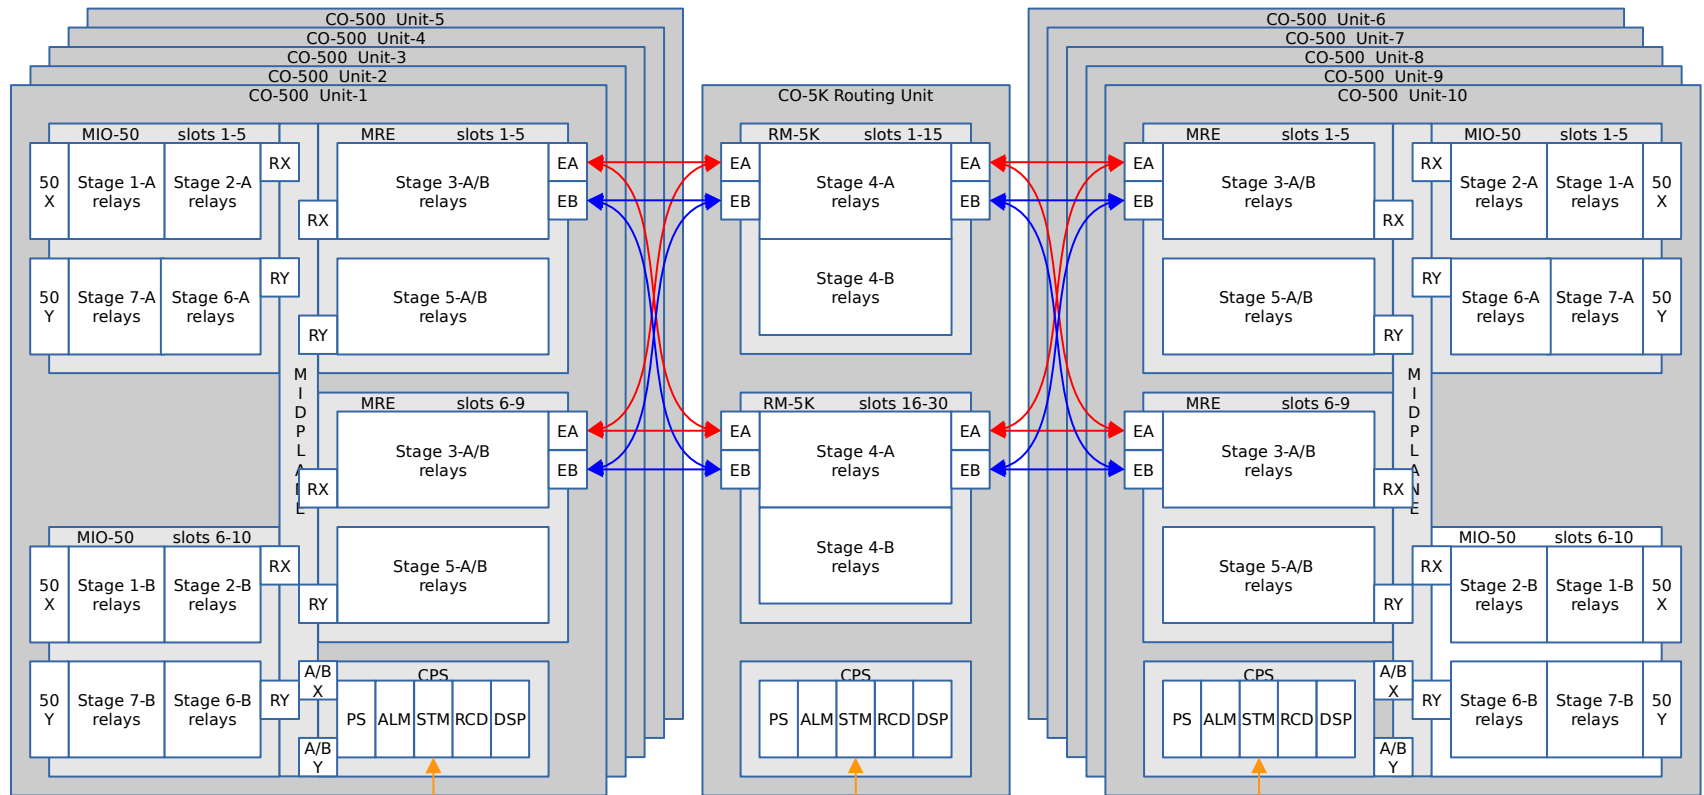 CO-500  Unit-5
CO-500  Unit-4
CO-500  Unit-3
CO-500  Unit-2
CO-500  Unit-1
MIO-50 slots 1-5
50
X
Stage 1-A
relays
Stage 2-A
relays
RX
50
Y
Stage 7-A
relays
Stage 6-A
relays
RY
MIDPLANE
MRE slots 1-5
RX
Stage 3-A/B
relays
EA
EB
RY
Stage 5-A/B
relays
MRE slots 6-9
RX
Stage 3-A/B
relays
EA
EB
RY
Stage 5-A/B
relays
MIO-50 slots 6-10
50
X
Stage 1-B
relays
Stage 2-B
relays
RX
50
Y
Stage 7-B
relays
Stage 6-B
relays
RY
A/B
X
A/B
Y
CPS
PS ALM STM RCD DSP
CO-5K Routing Unit
RM-5K slots 1-15
EA
EB
Stage 4-A
relays
EA
EB
Stage 4-B
relays
RM-5K slots 16-30
EA
EB
Stage 4-A
relays
EA
EB
Stage 4-B
relays
CPS
PS ALM STM RCD DSP
CO-500  Unit-6
CO-500  Unit-7
CO-500  Unit-8
CO-500  Unit-9
CO-500  Unit-10
MRE slots 1-5
EA
EB
Stage 3-A/B
relays
RX
Stage 5-A/B
relays
RY
MRE slots 6-9
EA
EB
Stage 3-A/B
relays
RX
Stage 5-A/B
relays
RY
MIDPLANE
MIO-50 slots 1-5
RX
Stage 2-A
relays
Stage 1-A
relays
50
X
RY
Stage 6-A
relays
Stage 7-A
relays
50
Y
MIO-50 slots 6-10
RX
Stage 2-B
relays
Stage 1-B
relays
50
X
RY
Stage 6-B
relays
Stage 7-B
relays
50
Y
CPS
PS ALM STM RCD DSP
A/B
X
A/B
Y